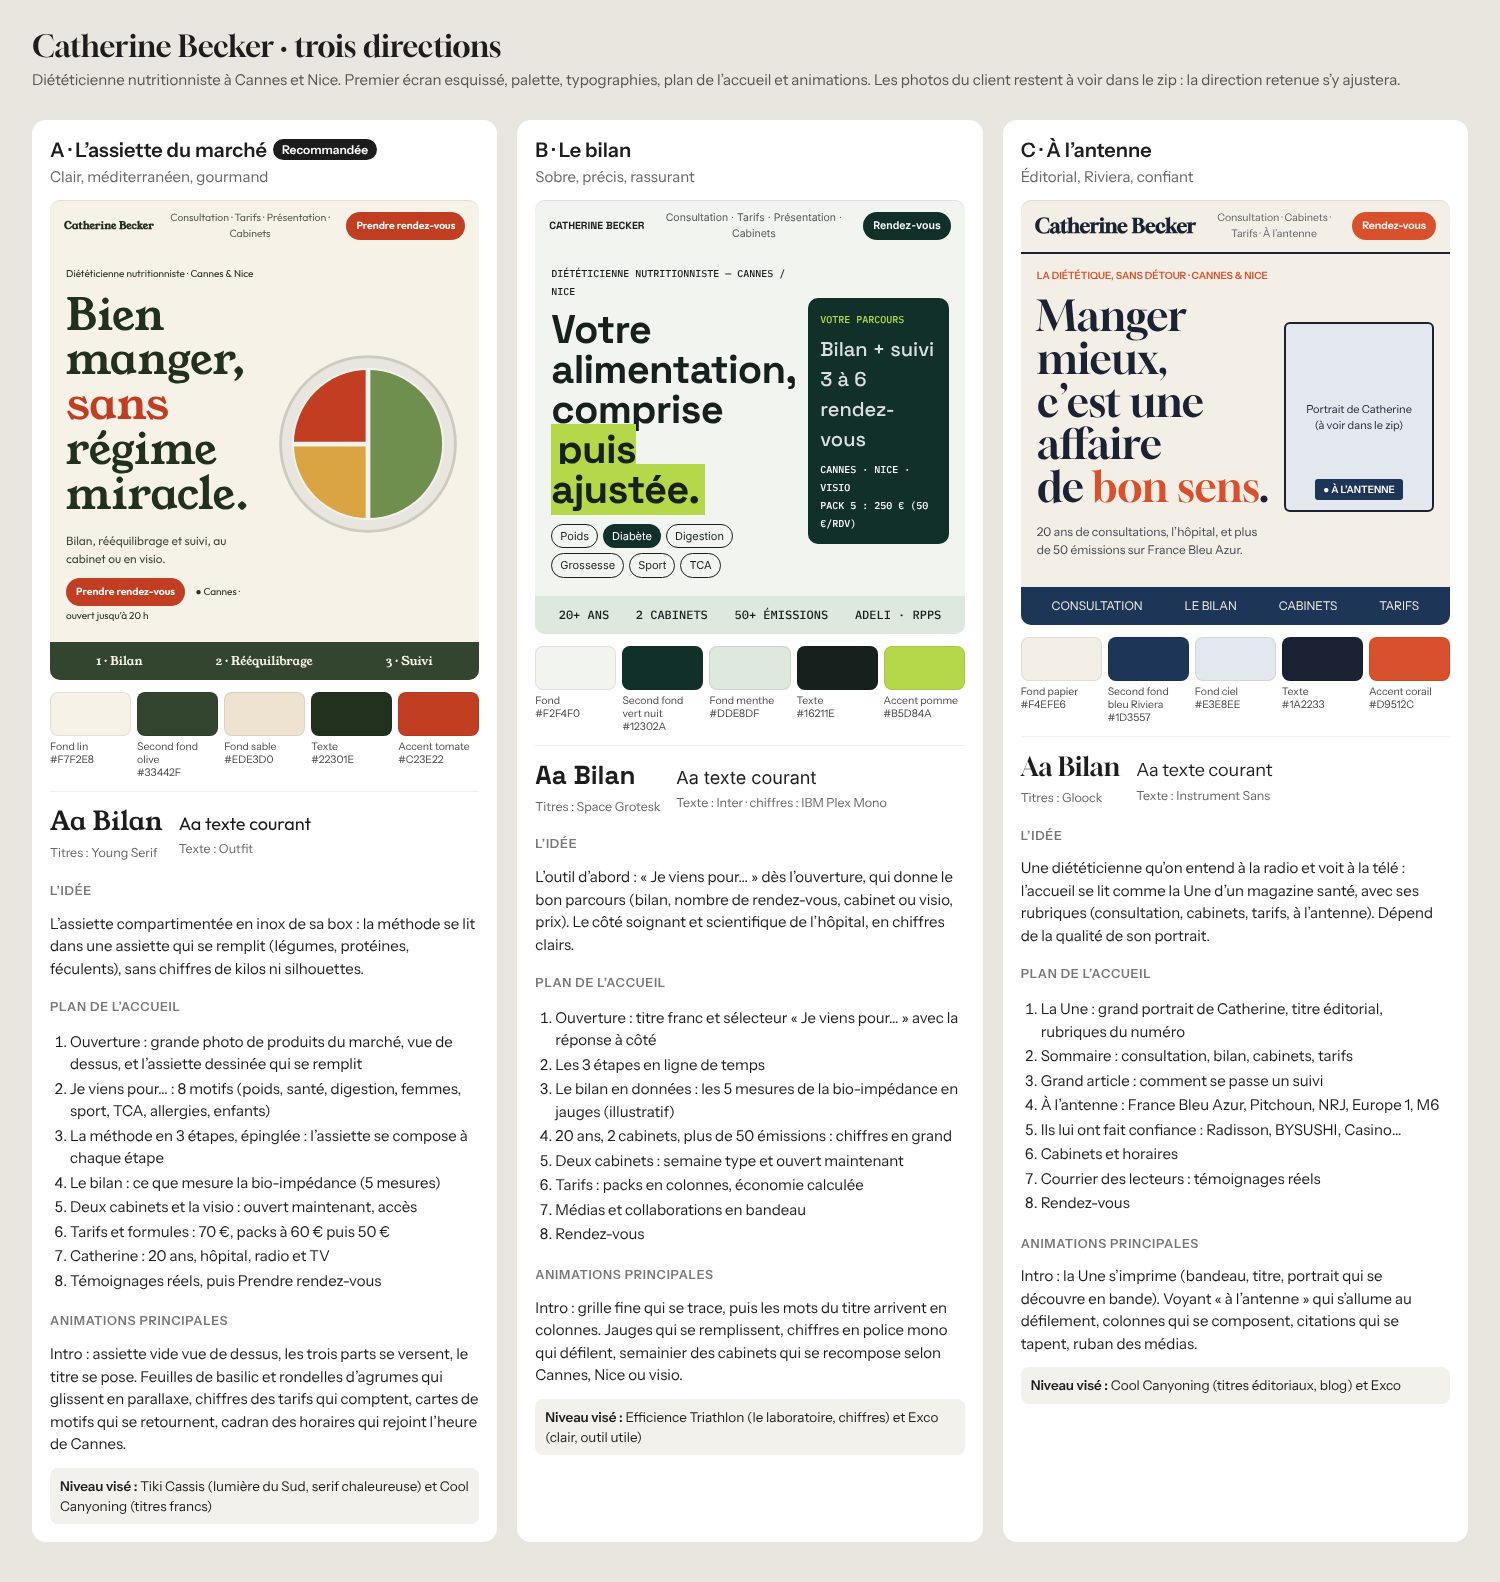 Catherine Becker · trois directions
Diététicienne nutritionniste à Cannes et Nice. Premier écran esquissé, palette, typographies, plan de l'accueil et animations. Les photos du client restent à voir dans le zip : la direction retenue s'y ajustera.
A · L'assiette du marché Recommandée
Clair, méditerranéen, gourmand
Catherine Becker
Consultation · Tarifs · Présentation ·
Cabinets
Prendre rendez-vous
Diététicienne nutritionniste · Cannes & Nice
Bien
manger,
sans
régime
miracle.
Bilan, rééquilibrage et suivi, au
cabinet ou en visio.
Prendre rendez-vous
● Cannes ·
ouvert jusqu'à 20 h
1 · Bilan
2 · Rééquilibrage
3 · Suivi
Fond lin
#F7F2E8
Second fond
olive
#33442F
Fond sable
#EDE3D0
Texte
#22301E
Accent tomate
#C23E22
Aa Bilan
Titres : Young Serif
Aa texte courant
Texte : Outfit
L'IDÉE
L'assiette compartimentée en inox de sa box : la méthode se lit
dans une assiette qui se remplit (légumes, protéines,
féculents), sans chiffres de kilos ni silhouettes.
PLAN DE L'ACCUEIL
1. Ouverture : grande photo de produits du marché, vue de
dessus, et l'assiette dessinée qui se remplit
2. Je viens pour… : 8 motifs (poids, santé, digestion, femmes,
sport, TCA, allergies, enfants)
3. La méthode en 3 étapes, épinglée : l'assiette se compose à
chaque étape
4. Le bilan : ce que mesure la bio-impédance (5 mesures)
5. Deux cabinets et la visio : ouvert maintenant, accès
6. Tarifs et formules : 70 €, packs à 60 € puis 50 €
7. Catherine : 20 ans, hôpital, radio et TV
8. Témoignages réels, puis Prendre rendez-vous
ANIMATIONS PRINCIPALES
Intro : assiette vide vue de dessus, les trois parts se versent, le
titre se pose. Feuilles de basilic et rondelles d'agrumes qui
glissent en parallaxe, chiffres des tarifs qui comptent, cartes de
motifs qui se retournent, cadran des horaires qui rejoint l'heure
de Cannes.
Niveau visé : Tiki Cassis (lumière du Sud, serif chaleureuse) et Cool
Canyoning (titres francs)
B · Le bilan
Sobre, précis, rassurant
CATHERINE BECKER
Consultation · Tarifs · Présentation ·
Cabinets
Rendez-vous
DIÉTÉTICIENNE NUTRITIONNISTE — CANNES /
NICE
Votre
alimentation,
comprise
puis
ajustée.
Poids
Diabète
Digestion
Grossesse
Sport
TCA
VOTRE PARCOURS
Bilan + suivi
3 à 6
rendez-
vous
CANNES · NICE ·
VISIO
PACK 5 : 250 € (50
€/RDV)
20+ ANS
2 CABINETS
50+ ÉMISSIONS
ADELI · RPPS
Fond
#F2F4F0
Second fond
vert nuit
#12302A
Fond menthe
#DDE8DF
Texte
#16211E
Accent pomme
#B5D84A
Aa Bilan
Titres : Space Grotesk
Aa texte courant
Texte : Inter · chiffres : IBM Plex Mono
L'IDÉE
L'outil d'abord : « Je viens pour… » dès l'ouverture, qui donne le
bon parcours (bilan, nombre de rendez-vous, cabinet ou visio,
prix). Le côté soignant et scientifique de l'hôpital, en chiffres
clairs.
PLAN DE L'ACCUEIL
1. Ouverture : titre franc et sélecteur « Je viens pour… » avec la
réponse à côté
2. Les 3 étapes en ligne de temps
3. Le bilan en données : les 5 mesures de la bio-impédance en
jauges (illustratif)
4. 20 ans, 2 cabinets, plus de 50 émissions : chiffres en grand
5. Deux cabinets : semaine type et ouvert maintenant
6. Tarifs : packs en colonnes, économie calculée
7. Médias et collaborations en bandeau
8. Rendez-vous
ANIMATIONS PRINCIPALES
Intro : grille fine qui se trace, puis les mots du titre arrivent en
colonnes. Jauges qui se remplissent, chiffres en police mono
qui défilent, semainier des cabinets qui se recompose selon
Cannes, Nice ou visio.
Niveau visé : Efficience Triathlon (le laboratoire, chiffres) et Exco
(clair, outil utile)
C · À l'antenne
Éditorial, Riviera, confiant
Catherine Becker
Consultation · Cabinets ·
Tarifs · À l'antenne
Rendez-vous
LA DIÉTÉTIQUE, SANS DÉTOUR · CANNES & NICE
Manger
mieux,
c'est une
affaire
de bon sens.
Portrait de Catherine
(à voir dans le zip)
● À L'ANTENNE
20 ans de consultations, l'hôpital, et plus
de 50 émissions sur France Bleu Azur.
CONSULTATION
LE BILAN
CABINETS
TARIFS
Fond papier
#F4EFE6
Second fond
bleu Riviera
#1D3557
Fond ciel
#E3E8EE
Texte
#1A2233
Accent corail
#D9512C
Aa Bilan
Titres : Gloock
Aa texte courant
Texte : Instrument Sans
L'IDÉE
Une diététicienne qu'on entend à la radio et voit à la télé :
l'accueil se lit comme la Une d'un magazine santé, avec ses
rubriques (consultation, cabinets, tarifs, à l'antenne). Dépend
de la qualité de son portrait.
PLAN DE L'ACCUEIL
1. La Une : grand portrait de Catherine, titre éditorial,
rubriques du numéro
2. Sommaire : consultation, bilan, cabinets, tarifs
3. Grand article : comment se passe un suivi
4. À l'antenne : France Bleu Azur, Pitchoun, NRJ, Europe 1, M6
5. Ils lui ont fait confiance : Radisson, BYSUSHI, Casino…
6. Cabinets et horaires
7. Courrier des lecteurs : témoignages réels
8. Rendez-vous
ANIMATIONS PRINCIPALES
Intro : la Une s'imprime (bandeau, titre, portrait qui se
découvre en bande). Voyant « à l'antenne » qui s'allume au
défilement, colonnes qui se composent, citations qui se
tapent, ruban des médias.
Niveau visé : Cool Canyoning (titres éditoriaux, blog) et Exco